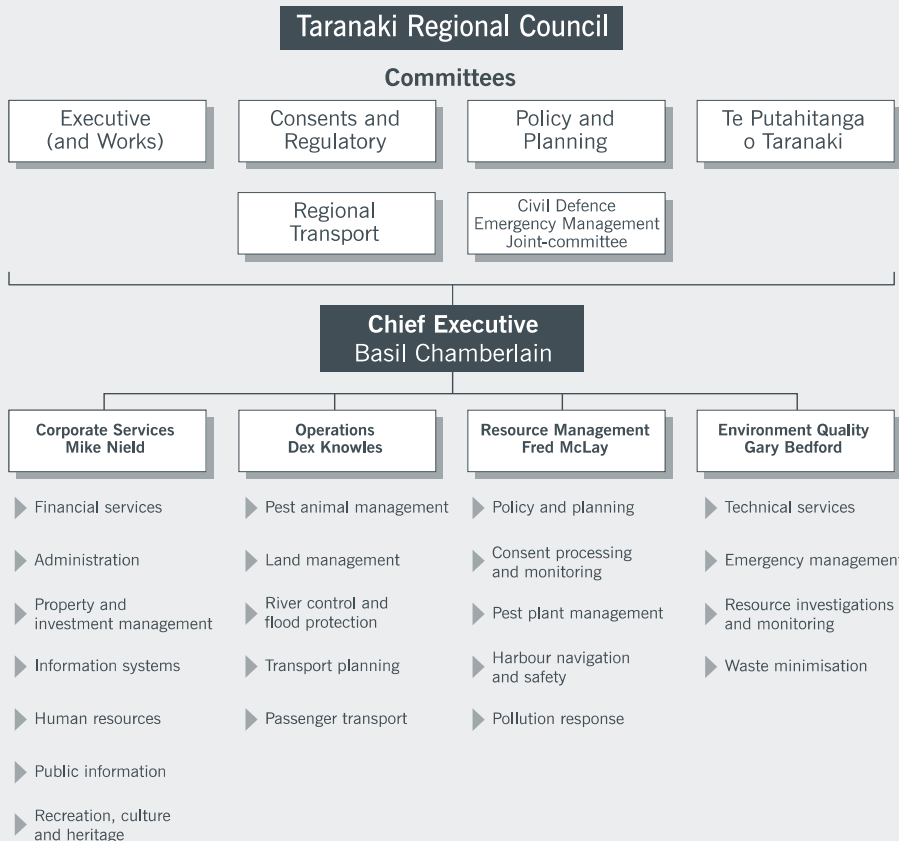 Taranaki Regional Council
Committees
Executive
(and Works)
Consents and
Regulatory
Policy and
Planning
Te Putahitanga
o Taranaki
Regional
Transport
Civil Defence
Emergency Management
Joint-committee
Chief Executive
Basil Chamberlain
Corporate Services
Mike Nield
Financial services
Administration
Property and
investment management
Information systems
Human resources
Public information
Recreation, culture
and heritage
Operations
Dex Knowles
Pest animal management
Land management
River control and
flood protection
Transport planning
Passenger transport
Resource Management
Fred McLay
Policy and planning
Consent processing
and monitoring
Pest plant management
Harbour navigation
and safety
Pollution response
Environment Quality
Gary Bedford
Technical services
Emergency management
Resource investigations
and monitoring
Waste minimisation